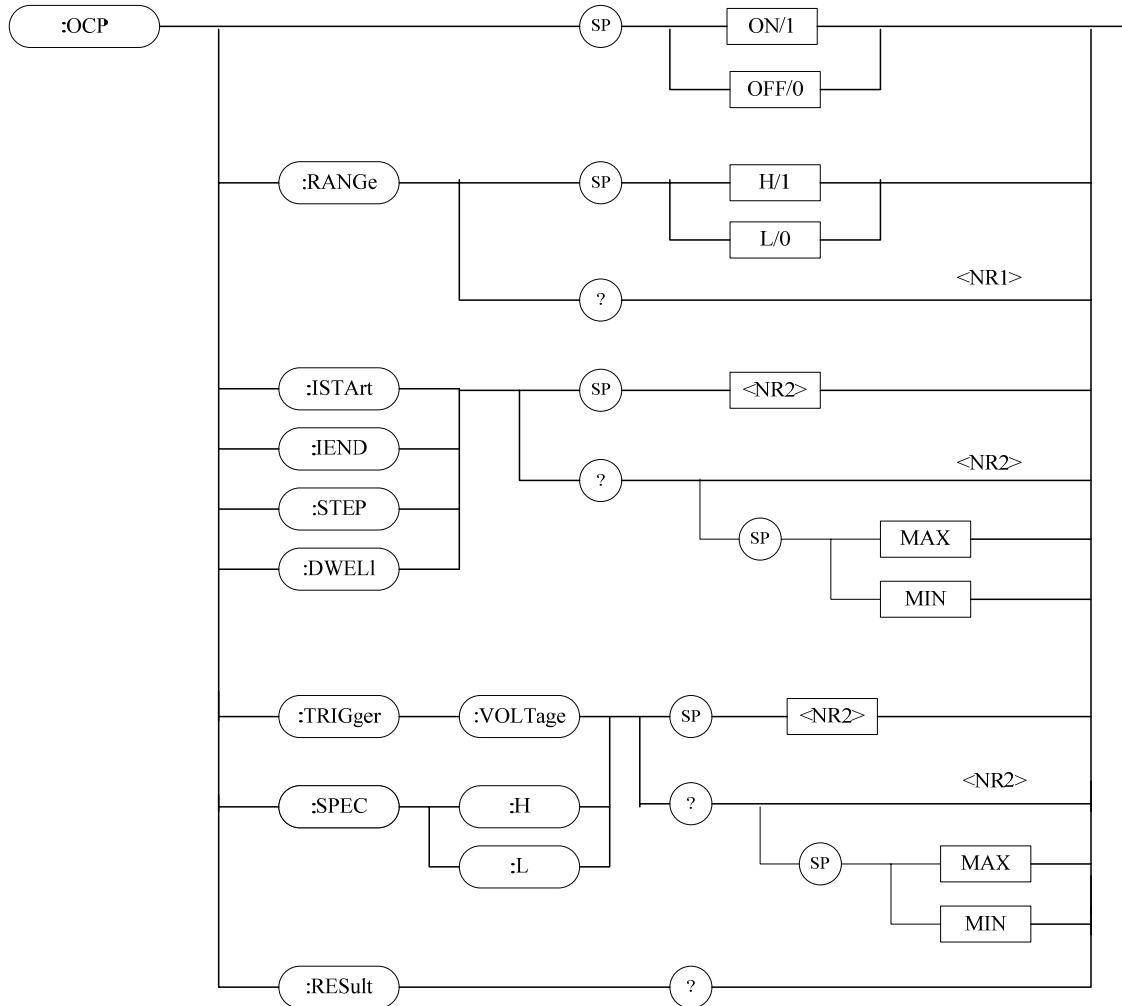 :OCP SP ON/1
OFF/0
:RANGe SP H/1
L/0
? <NR1>
:ISTArt SP <NR2>
:IEND
? <NR2>
:STEP
SP MAX
:DWELl
MIN
:TRIGger :VOLTage SP <NR2>
:SPEC :H ? <NR2>
:L SP MAX
MIN
:RESult ?